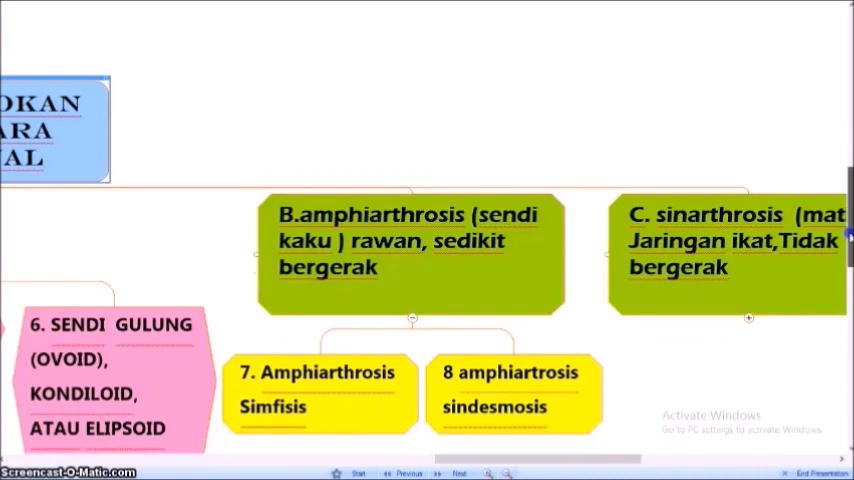 OKAN
ARA
AL
B.amphiarthrosis (sendi
kaku ) rawan, sedikit
bergerak
C. sinarthrosis (mat
Jaringan ikat,Tidak
bergerak
6. SENDI GULUNG
(OVOID),
KONDILOID,
ATAU ELIPSOID
7. Amphiarthrosis
Simfisis
8 amphiartrosis
sindesmosis
Activate Windows
Go to PC settings to activate Windows.
Screencast-O-Matic.com
Start
Previous
Next
End Presentation